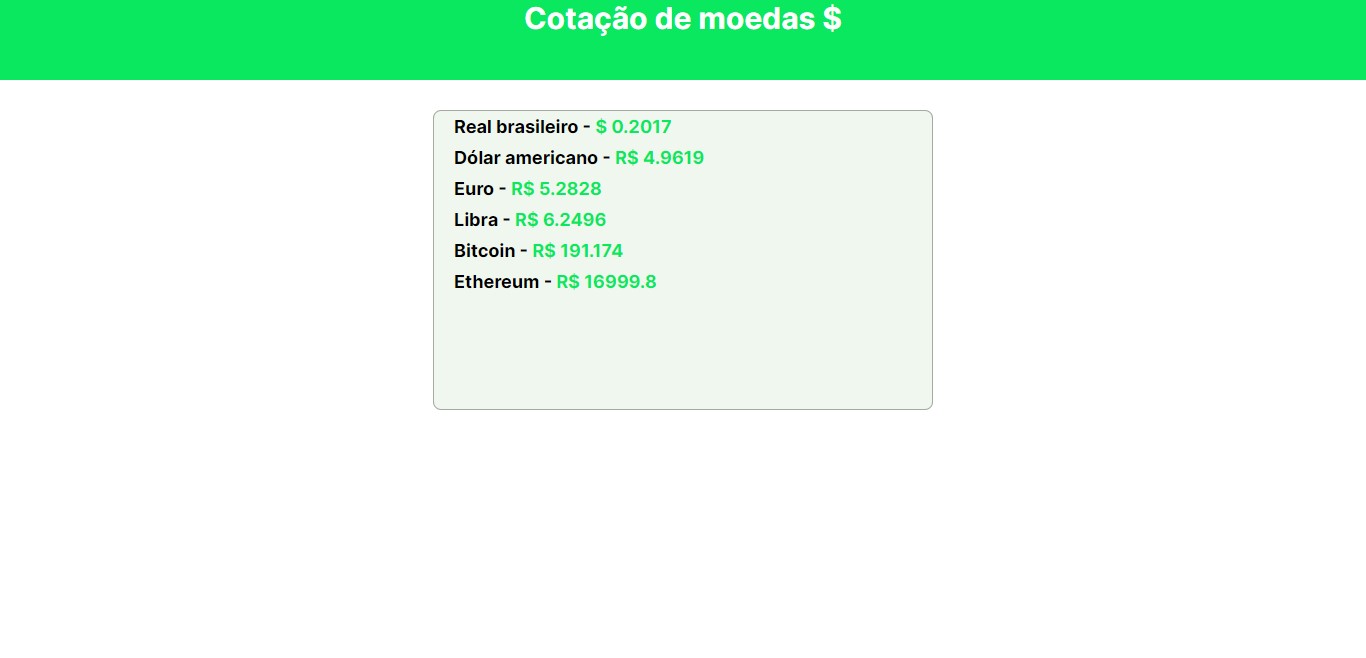 Cotação de moedas $
Real brasileiro - $ 0.2017
Dólar americano - R$ 4.9619
Euro - R$ 5.2828
Libra - R$ 6.2496
Bitcoin - R$ 191.174
Ethereum - R$ 16999.8